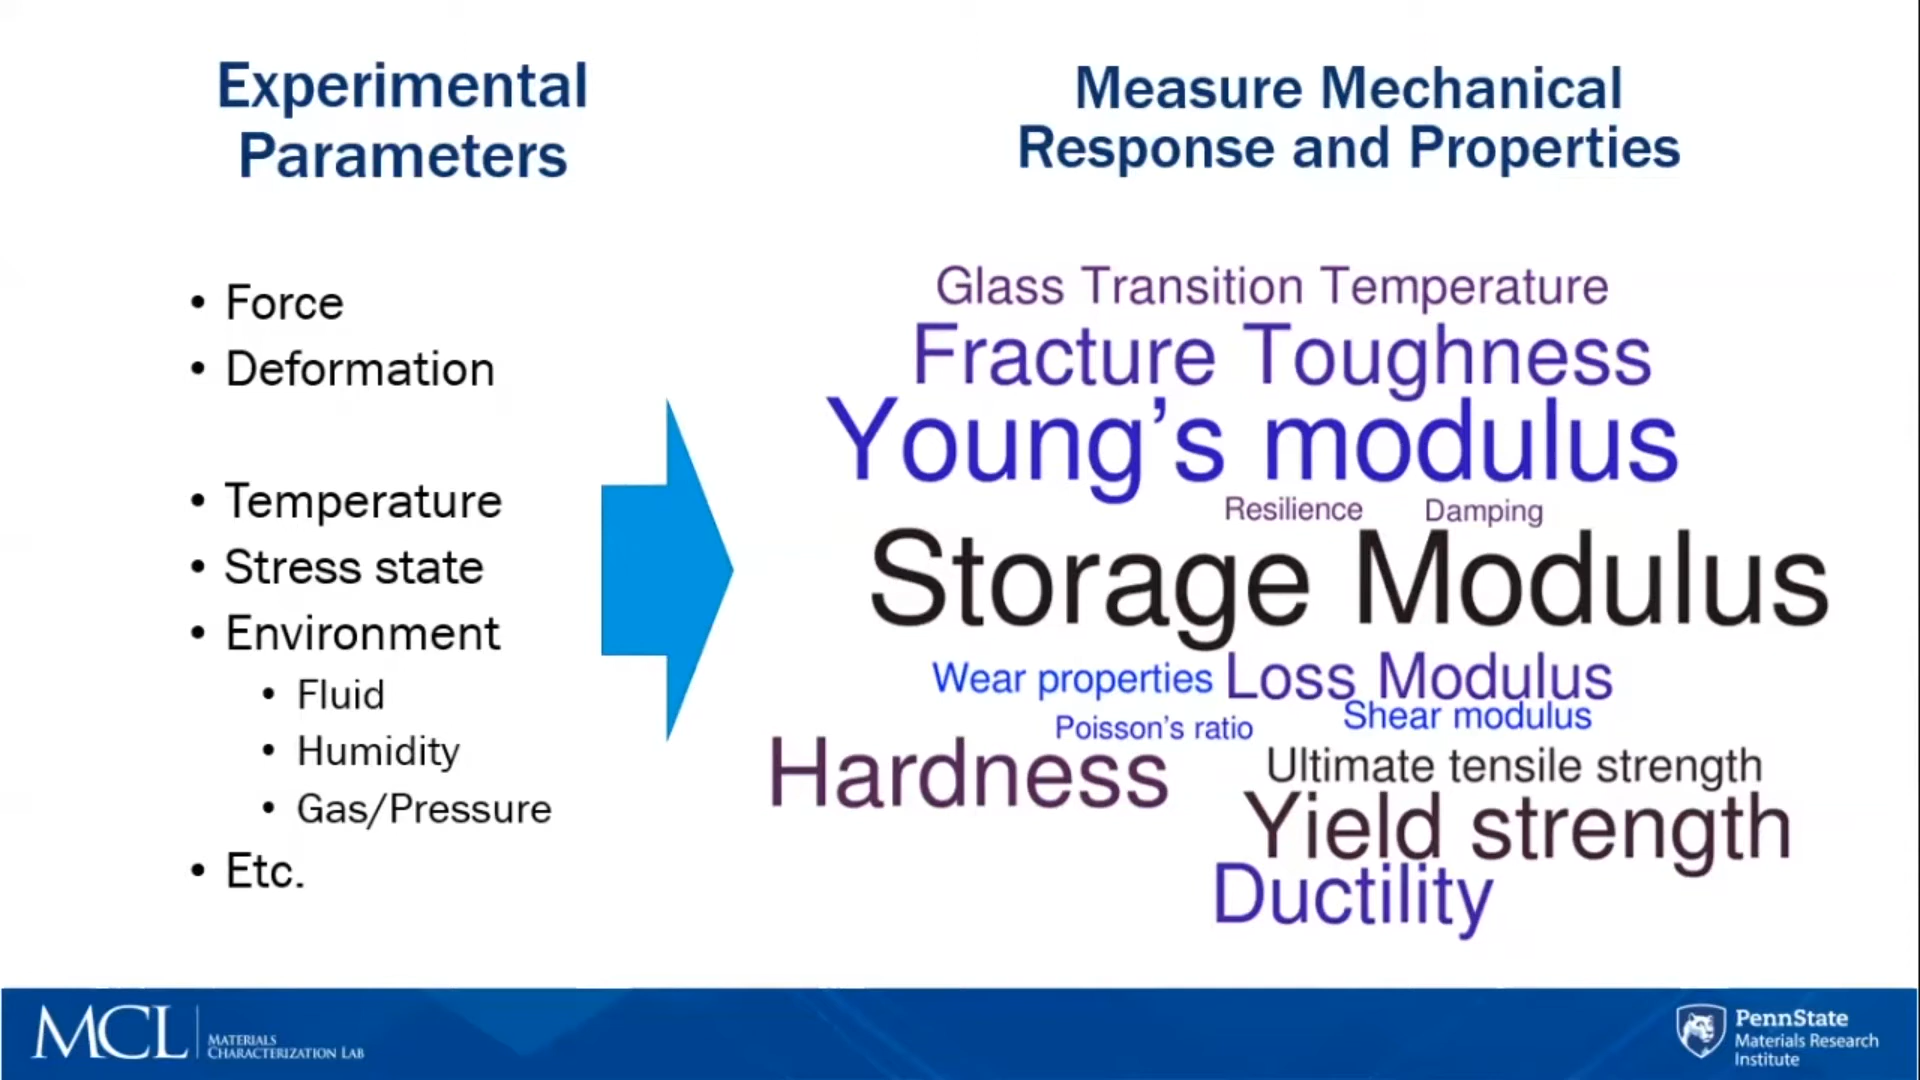 Experimental
Parameters
• Force
• Deformation
• Temperature
• Stress state
• Environment
• Fluid
• Humidity
• Gas/Pressure
• Etc.
Measure Mechanical
Response and Properties
Glass Transition Temperature
Fracture Toughness
Young’s modulus
Resilience Damping
Storage Modulus
Wear properties Loss Modulus
Poisson’s ratio Shear modulus
Hardness Ultimate tensile strength
Yield strength
Ductility
MCL MATERIALS
CHARACTERIZATION LAB
PennState
Materials Research
Institute